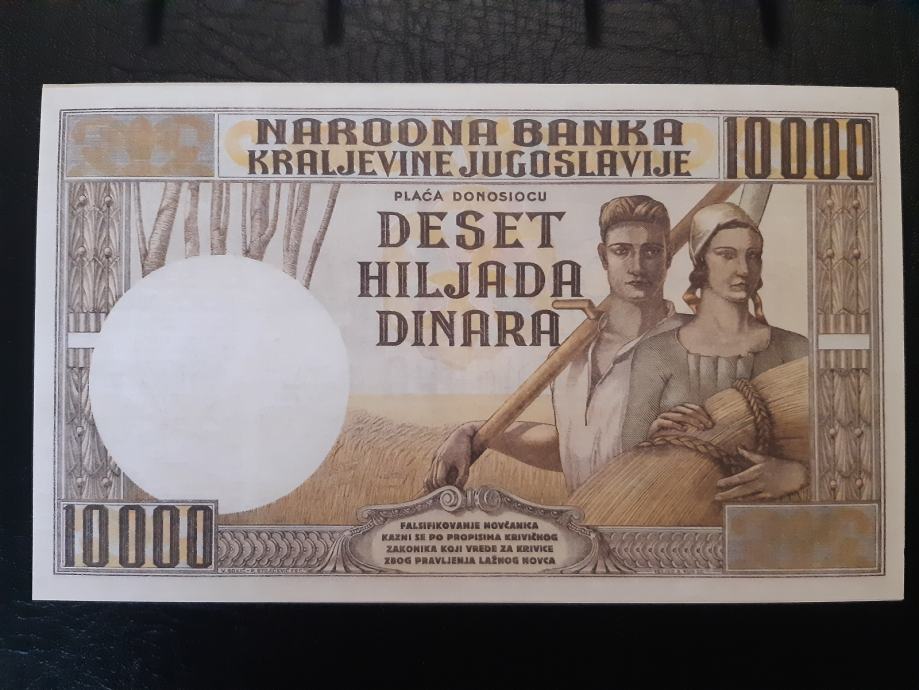 NARODNA BANKA
KRALJEVINE JUGOSLAVIJE
10000
PLAĆA DONOSIOCU
DESET
HILJADA
DINARA
10000
FALSIFIKOVANJE NOVČANICA
KAZNI SE PO PROPISIMA KRIVIČNOG
ZAKONIKA KOJI VREDE ZA KRIVICE
ZBOG PRAVLJENJA LAŽNOG NOVCA